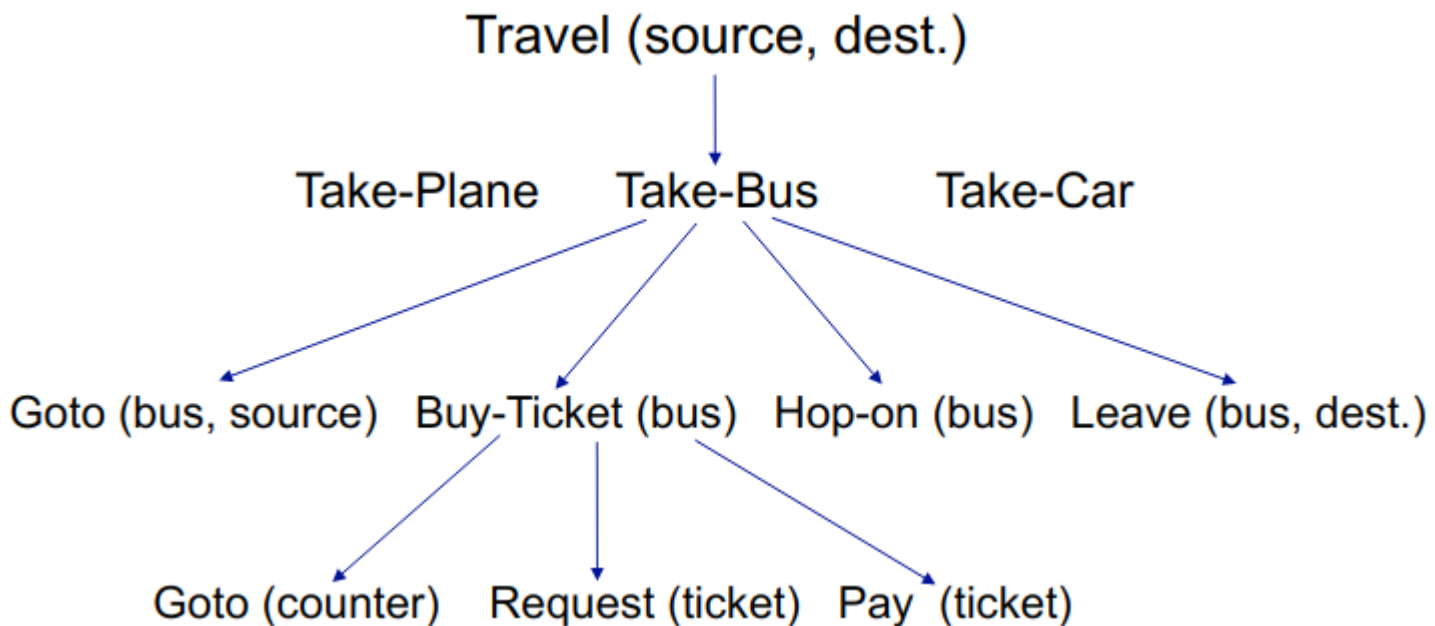 Travel (source, dest.)
Take-Plane Take-Bus Take-Car
Goto (bus, source) Buy-Ticket (bus) Hop-on (bus) Leave (bus, dest.)
Goto (counter) Request (ticket) Pay (ticket)